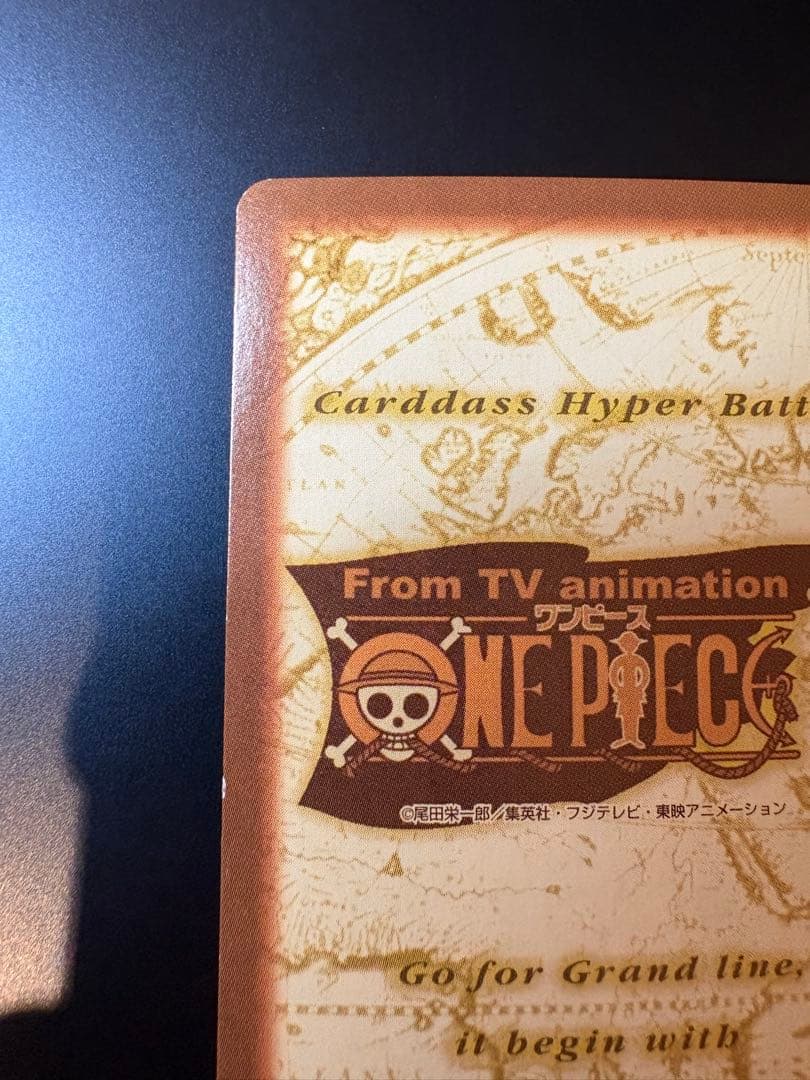 Septe
Carddass Hyper Batt
TLAN
From TV animation
ワンピース
ONE PIECE
©尾田栄一郎／集英社・フジテレビ・東映アニメーション
Go for Grand line,
it begin with